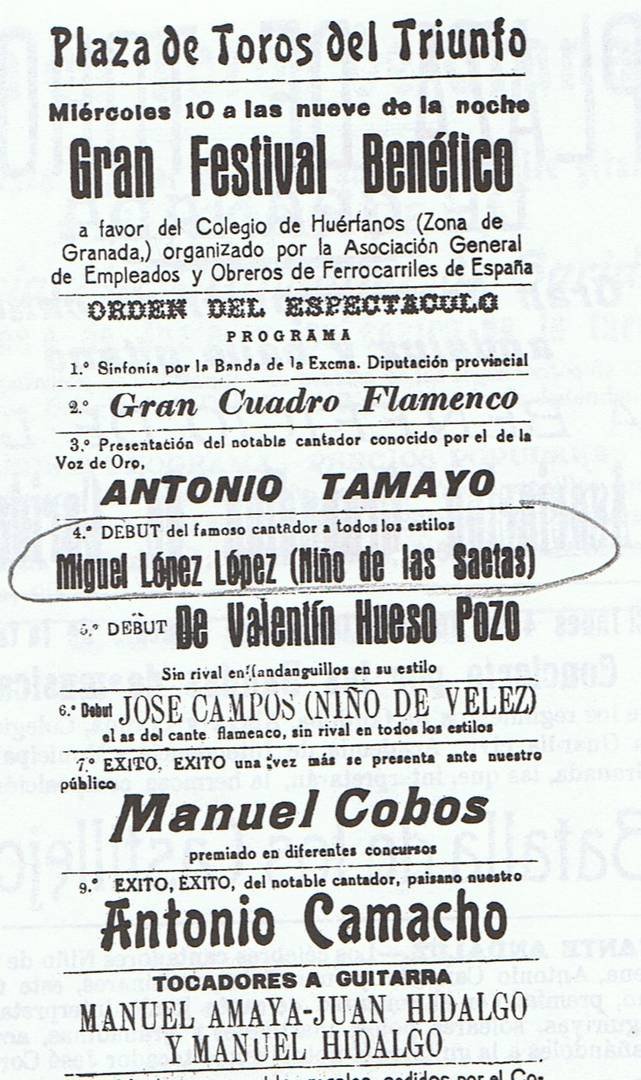 Plaza de Toros del Triunfo
Miércoles 10 a las nueve de la noche
Gran Festival Benéfico
a favor del Colegio de Huérfanos (Zona de
Granada,) organizado por la Asociación General
de Empleados y Obreros de Ferrocarriles de España
ORDEN DEL ESPECTACULO
PROGRAMA
1.º Sinfonía por la Banda de la Excma. Diputación provincial
2.º Gran Cuadro Flamenco
3.º Presentación del notable cantador conocido por el de la
Voz de Oro,
ANTONIO TAMAYO
4.º DEBUT del famoso cantador a todos los estilos
Miguel López López (Niño de las Saetas)
5.º DEBUT De Valentín Hueso Pozo
Sin rival en fandanguillos de su estilo
6.º Debut JOSE CAMPOS (NIÑO DE VELEZ)
as del cante flamenco, sin rival en todos los estilos
7.º EXITO, EXITO una vez más se presenta ante nuestro
público
Manuel Cobos
premido en diferentes concursos
9.º EXITO, EXITO, del notable cantador, paisano nuestro
Antonio Camacho
TOCADORES A GUITARRA
MANUEL AMAYA-JUAN HIDALGO
Y MANUEL HIDALGO